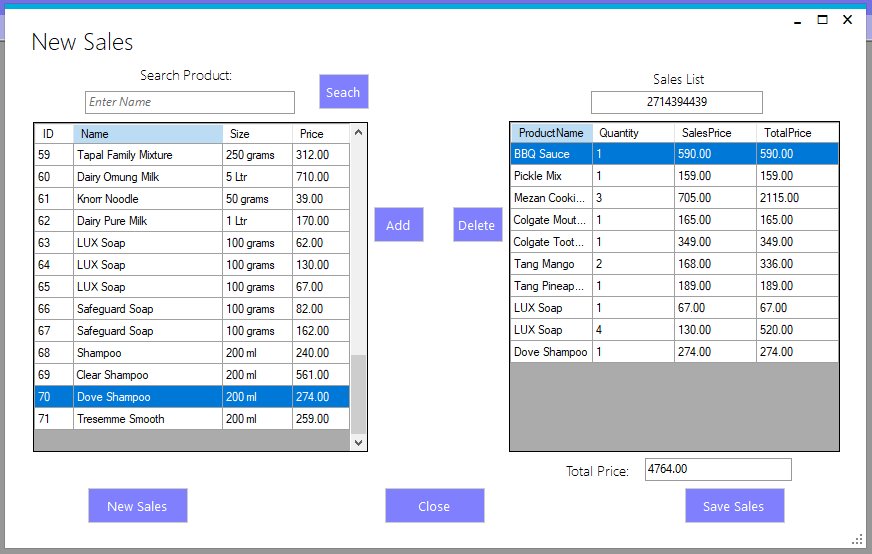 New Sales
Search Product:
Enter Name
Seach
Sales List
2714394439
ID Name Size Price
59 Tapal Family Mixture 250 grams 312.00
60 Dairy Omung Milk 5 Ltr 710.00
61 Knorr Noodle 50 grams 39.00
62 Dairy Pure Milk 1 Ltr 170.00
63 LUX Soap 100 grams 62.00
64 LUX Soap 100 grams 130.00
65 LUX Soap 100 grams 67.00
66 Safeguard Soap 100 grams 82.00
67 Safeguard Soap 100 grams 162.00
68 Shampoo 200 ml 240.00
69 Clear Shampoo 200 ml 561.00
70 Dove Shampoo 200 ml 274.00
71 Tresemme Smooth 200 ml 259.00
Add
Delete
ProductName Quantity SalesPrice TotalPrice
BBQ Sauce 1 590.00 590.00
Pickle Mix 1 159.00 159.00
Mezan Cooki... 3 705.00 2115.00
Colgate Mout... 1 165.00 165.00
Colgate Toot... 1 349.00 349.00
Tang Mango 2 168.00 336.00
Tang Pineap... 1 189.00 189.00
LUX Soap 1 67.00 67.00
LUX Soap 4 130.00 520.00
Dove Shampoo 1 274.00 274.00
Total Price: 4764.00
New Sales
Close
Save Sales